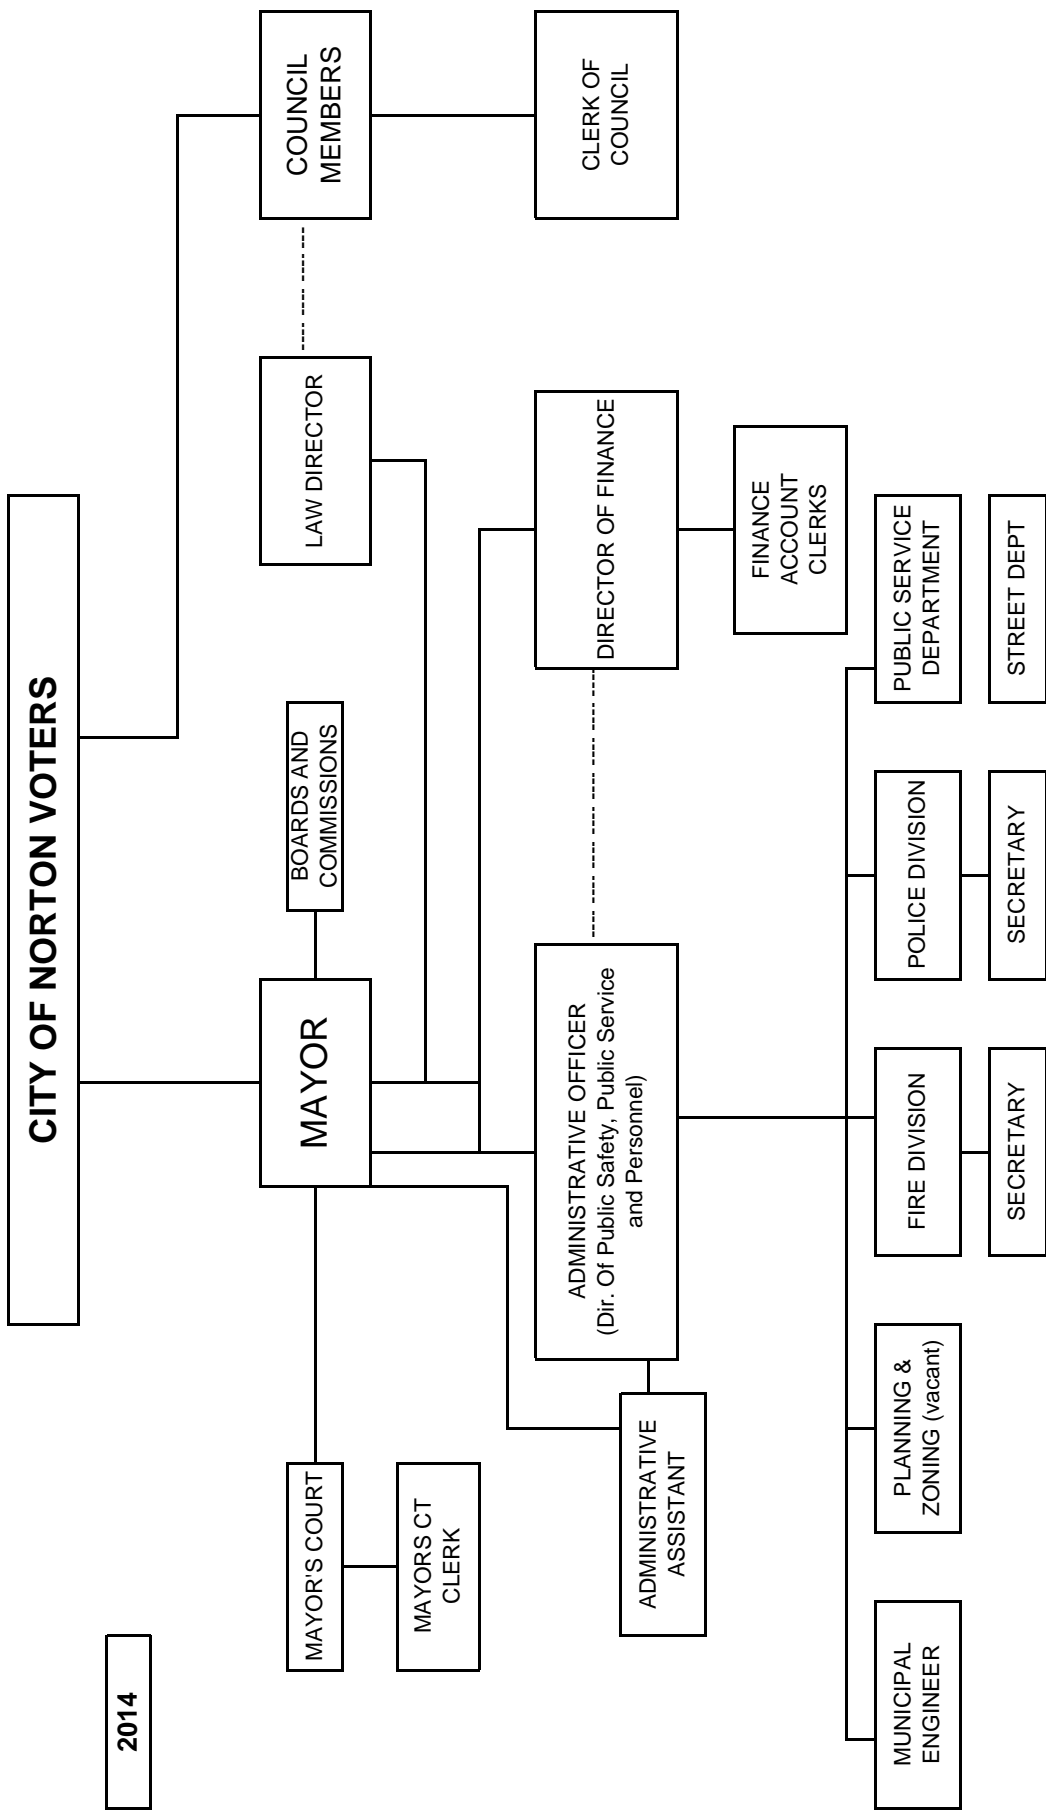 CITY OF NORTON VOTERS
2014
MAYOR'S COURT
MAYOR
BOARDS AND
COMMISSIONS
LAW DIRECTOR
COUNCIL
MEMBERS
MAYORS CT
CLERK
ADMINISTRATIVE
ASSISTANT
ADMINISTRATIVE OFFICER
(Dir. Of Public Safety, Public Service
and Personnel)
DIRECTOR OF FINANCE
CLERK OF
COUNCIL
FINANCE
ACCOUNT
CLERKS
MUNICIPAL
ENGINEER
PLANNING &
ZONING (vacant)
FIRE DIVISION
POLICE DIVISION
PUBLIC SERVICE
DEPARTMENT
SECRETARY
SECRETARY
STREET DEPT